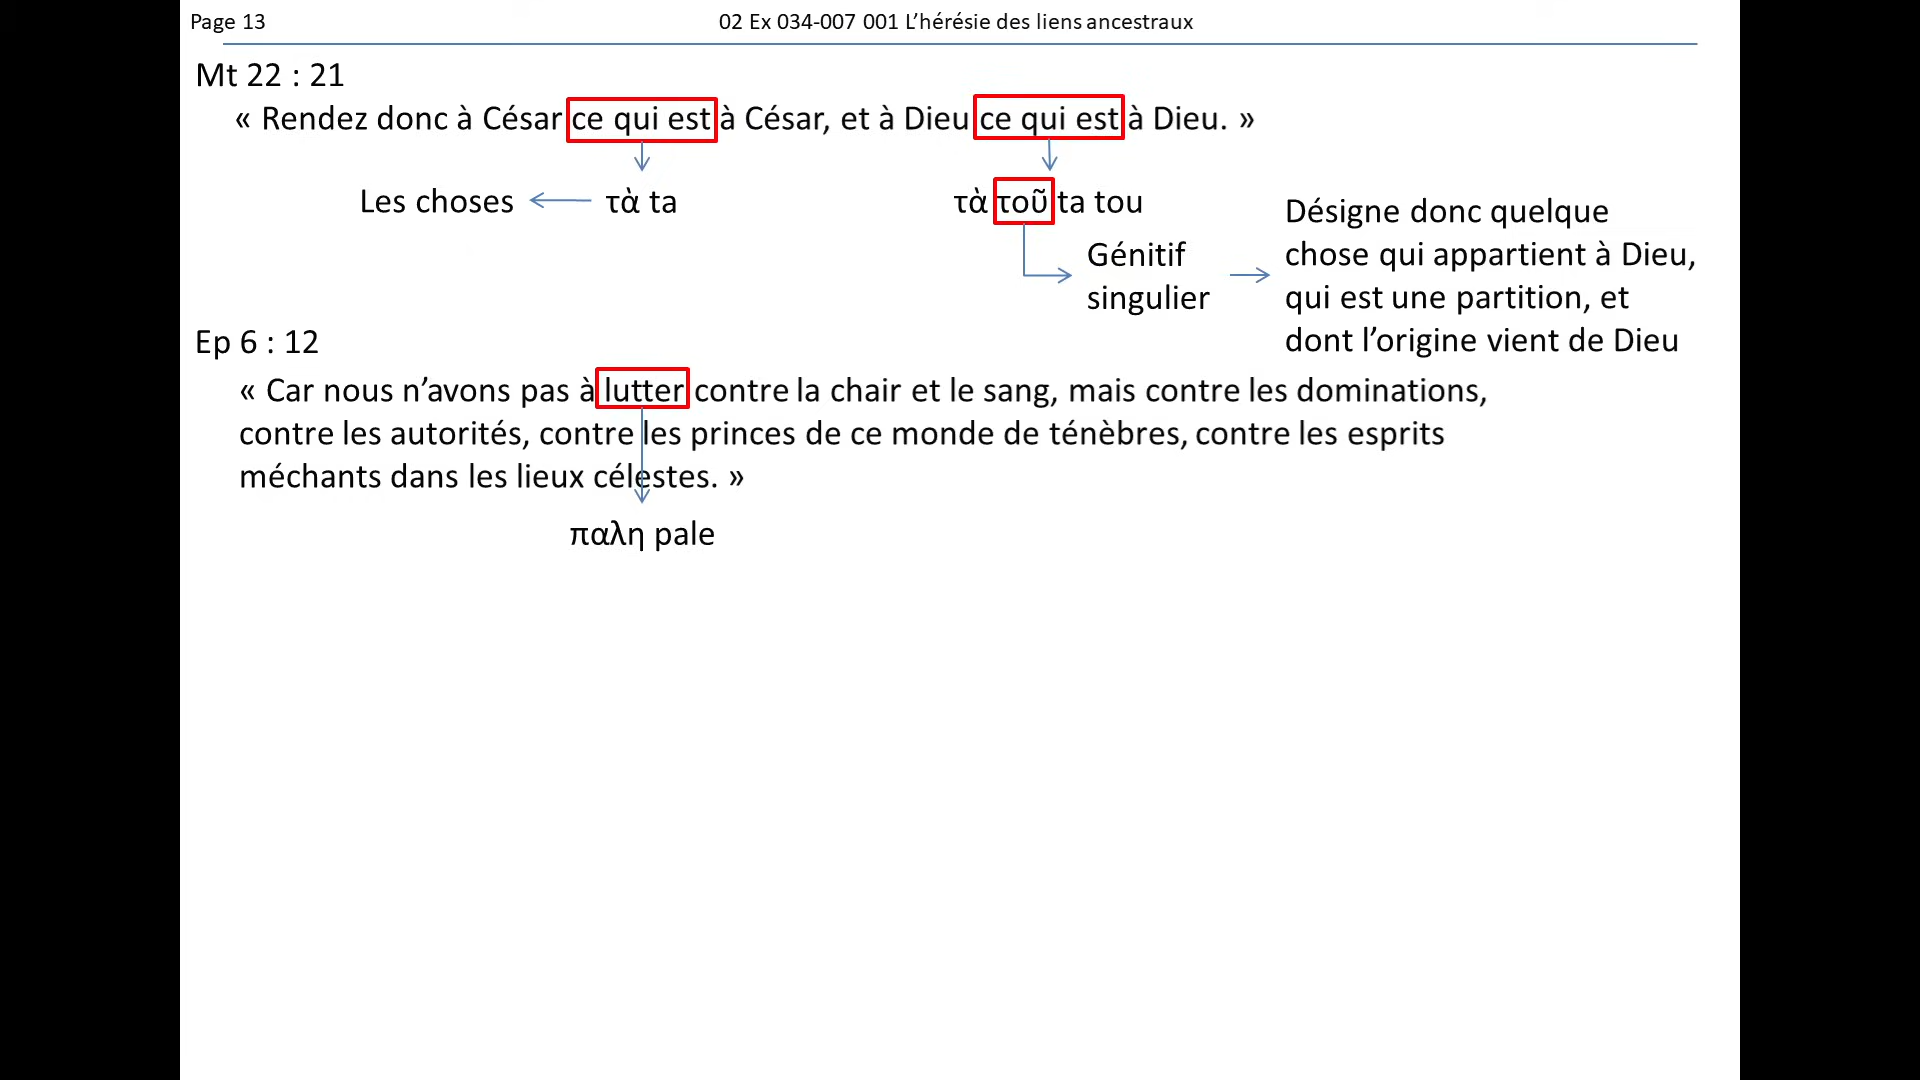 Page 13
02 Ex 034-007 001 L’hérésie des liens ancestraux
Mt 22 : 21
« Rendez donc à César ce qui est à César, et à Dieu ce qui est à Dieu. »
Les choses
τὰ ta
τὰ τοῦ ta tou
Génitif
singulier
Désigne donc quelque
chose qui appartient à Dieu,
qui est une partition, et
dont l’origine vient de Dieu
Ep 6 : 12
« Car nous n’avons pas à lutter contre la chair et le sang, mais contre les dominations,
contre les autorités, contre les princes de ce monde de ténèbres, contre les esprits
méchants dans les lieux célestes. »
παλη pale